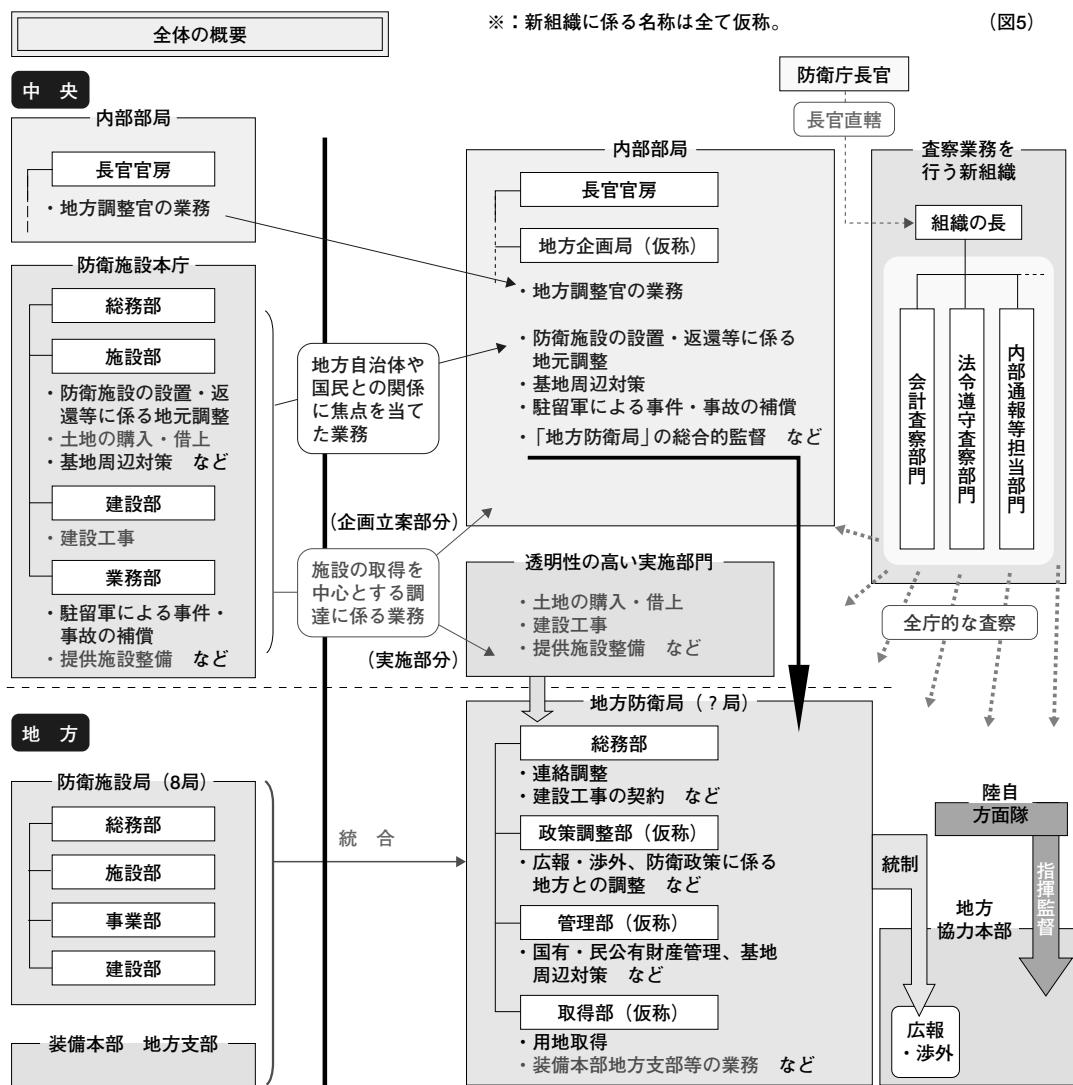 全体の概要
※：新組織に係る名称は全て仮称。
(図5)
中　央
内部部局
長官官房
・地方調整官の業務
防衛施設本庁
総務部
施設部
・防衛施設の設置・返
還等に係る地元調整
・土地の購入・借上
・基地周辺対策　など
建設部
・建設工事
業務部
・駐留軍による事件・
事故の補償
・提供施設整備　など
地方自治体や
国民との関係
に焦点を当て
た業務
(企画立案部分)
施設の取得を
中心とする調
達に係る業務
(実施部分)
内部部局
長官官房
地方企画局（仮称）
・地方調整官の業務
・防衛施設の設置・返還等に係る
地元調整
・基地周辺対策
・駐留軍による事件・事故の補償
・「地方防衛局」の総合的監督　など
透明性の高い実施部門
・土地の購入・借上
・建設工事
・提供施設整備　など
防衛庁長官
長官直轄
査察業務を
行う新組織
組織の長
会計査察部門
法令遵守査察部門
内部通報等担当部門
全庁的な査察
地　方
防衛施設局（8局）
総務部
施設部
事業部
建設部
装備本部　地方支部
統　合
地方防衛局（？局）
総務部
・連絡調整
・建設工事の契約　など
政策調整部（仮称）
・広報・渉外、防衛政策に係る
地方との調整　など
管理部（仮称）
・国有・民公有財産管理、基地
周辺対策　など
取得部（仮称）
・用地取得
・装備本部地方支部等の業務　など
統制
陸自
方面隊
指揮監督
地方
協力本部
広報
・渉外